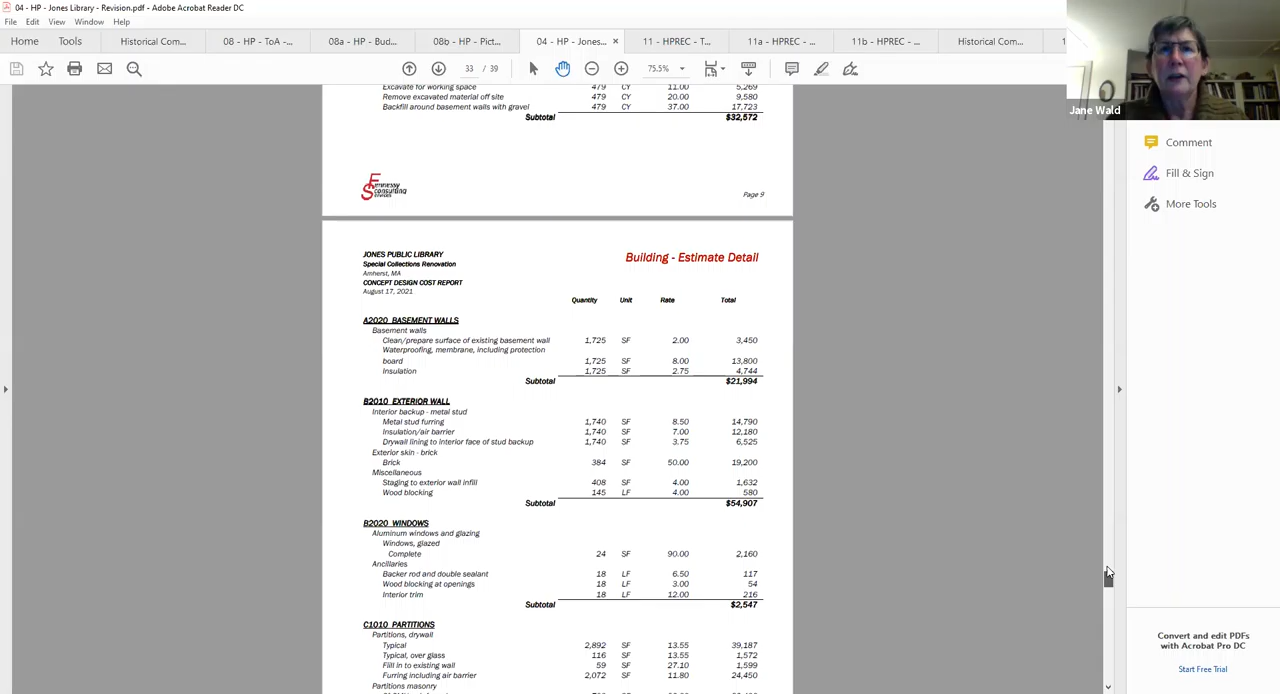 04 - HP - Jones Library - Revision.pdf - Adobe Acrobat Reader DC
File Edit View Window Help
Home Tools Historical Com... 08 - HP - ToA -... 08a - HP - Bud... 08b - HP - Pict... 04 - HP - Jones... × 11 - HPREC - T... 11a - HPREC - ... 11b - HPREC - ... Historical Com... 1
33 / 39 75.5%
Jane Wald
Comment
Fill & Sign
More Tools
Excavate for working space 479 CY 11.00 5,269
Remove excavated material off site 479 CY 20.00 9,580
Backfill around basement walls with gravel 479 CY 37.00 17,723
Subtotal $32,572
Fennessy
Consulting
Services
Page 9
JONES PUBLIC LIBRARY
Building - Estimate Detail
Special Collections Renovation
Amherst, MA
CONCEPT DESIGN COST REPORT
August 17, 2021
Quantity Unit Rate Total
A2020 BASEMENT WALLS
Basement walls
Clean/prepare surface of existing basement wall 1,725 SF 2.00 3,450
Waterproofing, membrane, including protection
board 1,725 SF 8.00 13,800
Insulation 1,725 SF 2.75 4,744
Subtotal $21,994
B2010 EXTERIOR WALL
Interior backup - metal stud
Metal stud furring 1,740 SF 8.50 14,790
Insulation/air barrier 1,740 SF 7.00 12,180
Drywall lining to interior face of stud backup 1,740 SF 3.75 6,525
Exterior skin - brick
Brick 384 SF 50.00 19,200
Miscellaneous
Staging to exterior wall infill 408 SF 4.00 1,632
Wood blocking 145 LF 4.00 580
Subtotal $54,907
B2020 WINDOWS
Aluminum windows and glazing
Windows, glazed
Complete 24 SF 90.00 2,160
Ancillaries
Backer rod and double sealant 18 LF 6.50 117
Wood blocking at openings 18 LF 3.00 54
Interior trim 18 LF 12.00 216
Subtotal $2,547
C1010 PARTITIONS
Partitions, drywall
Typical 2,892 SF 13.55 39,187
Typical, over glass 116 SF 13.55 1,572
Fill in to existing wall 59 SF 27.10 1,599
Furring including air barrier 2,072 SF 11.80 24,450
Partitions masonry
Convert and edit PDFs
with Acrobat Pro DC
Start Free Trial